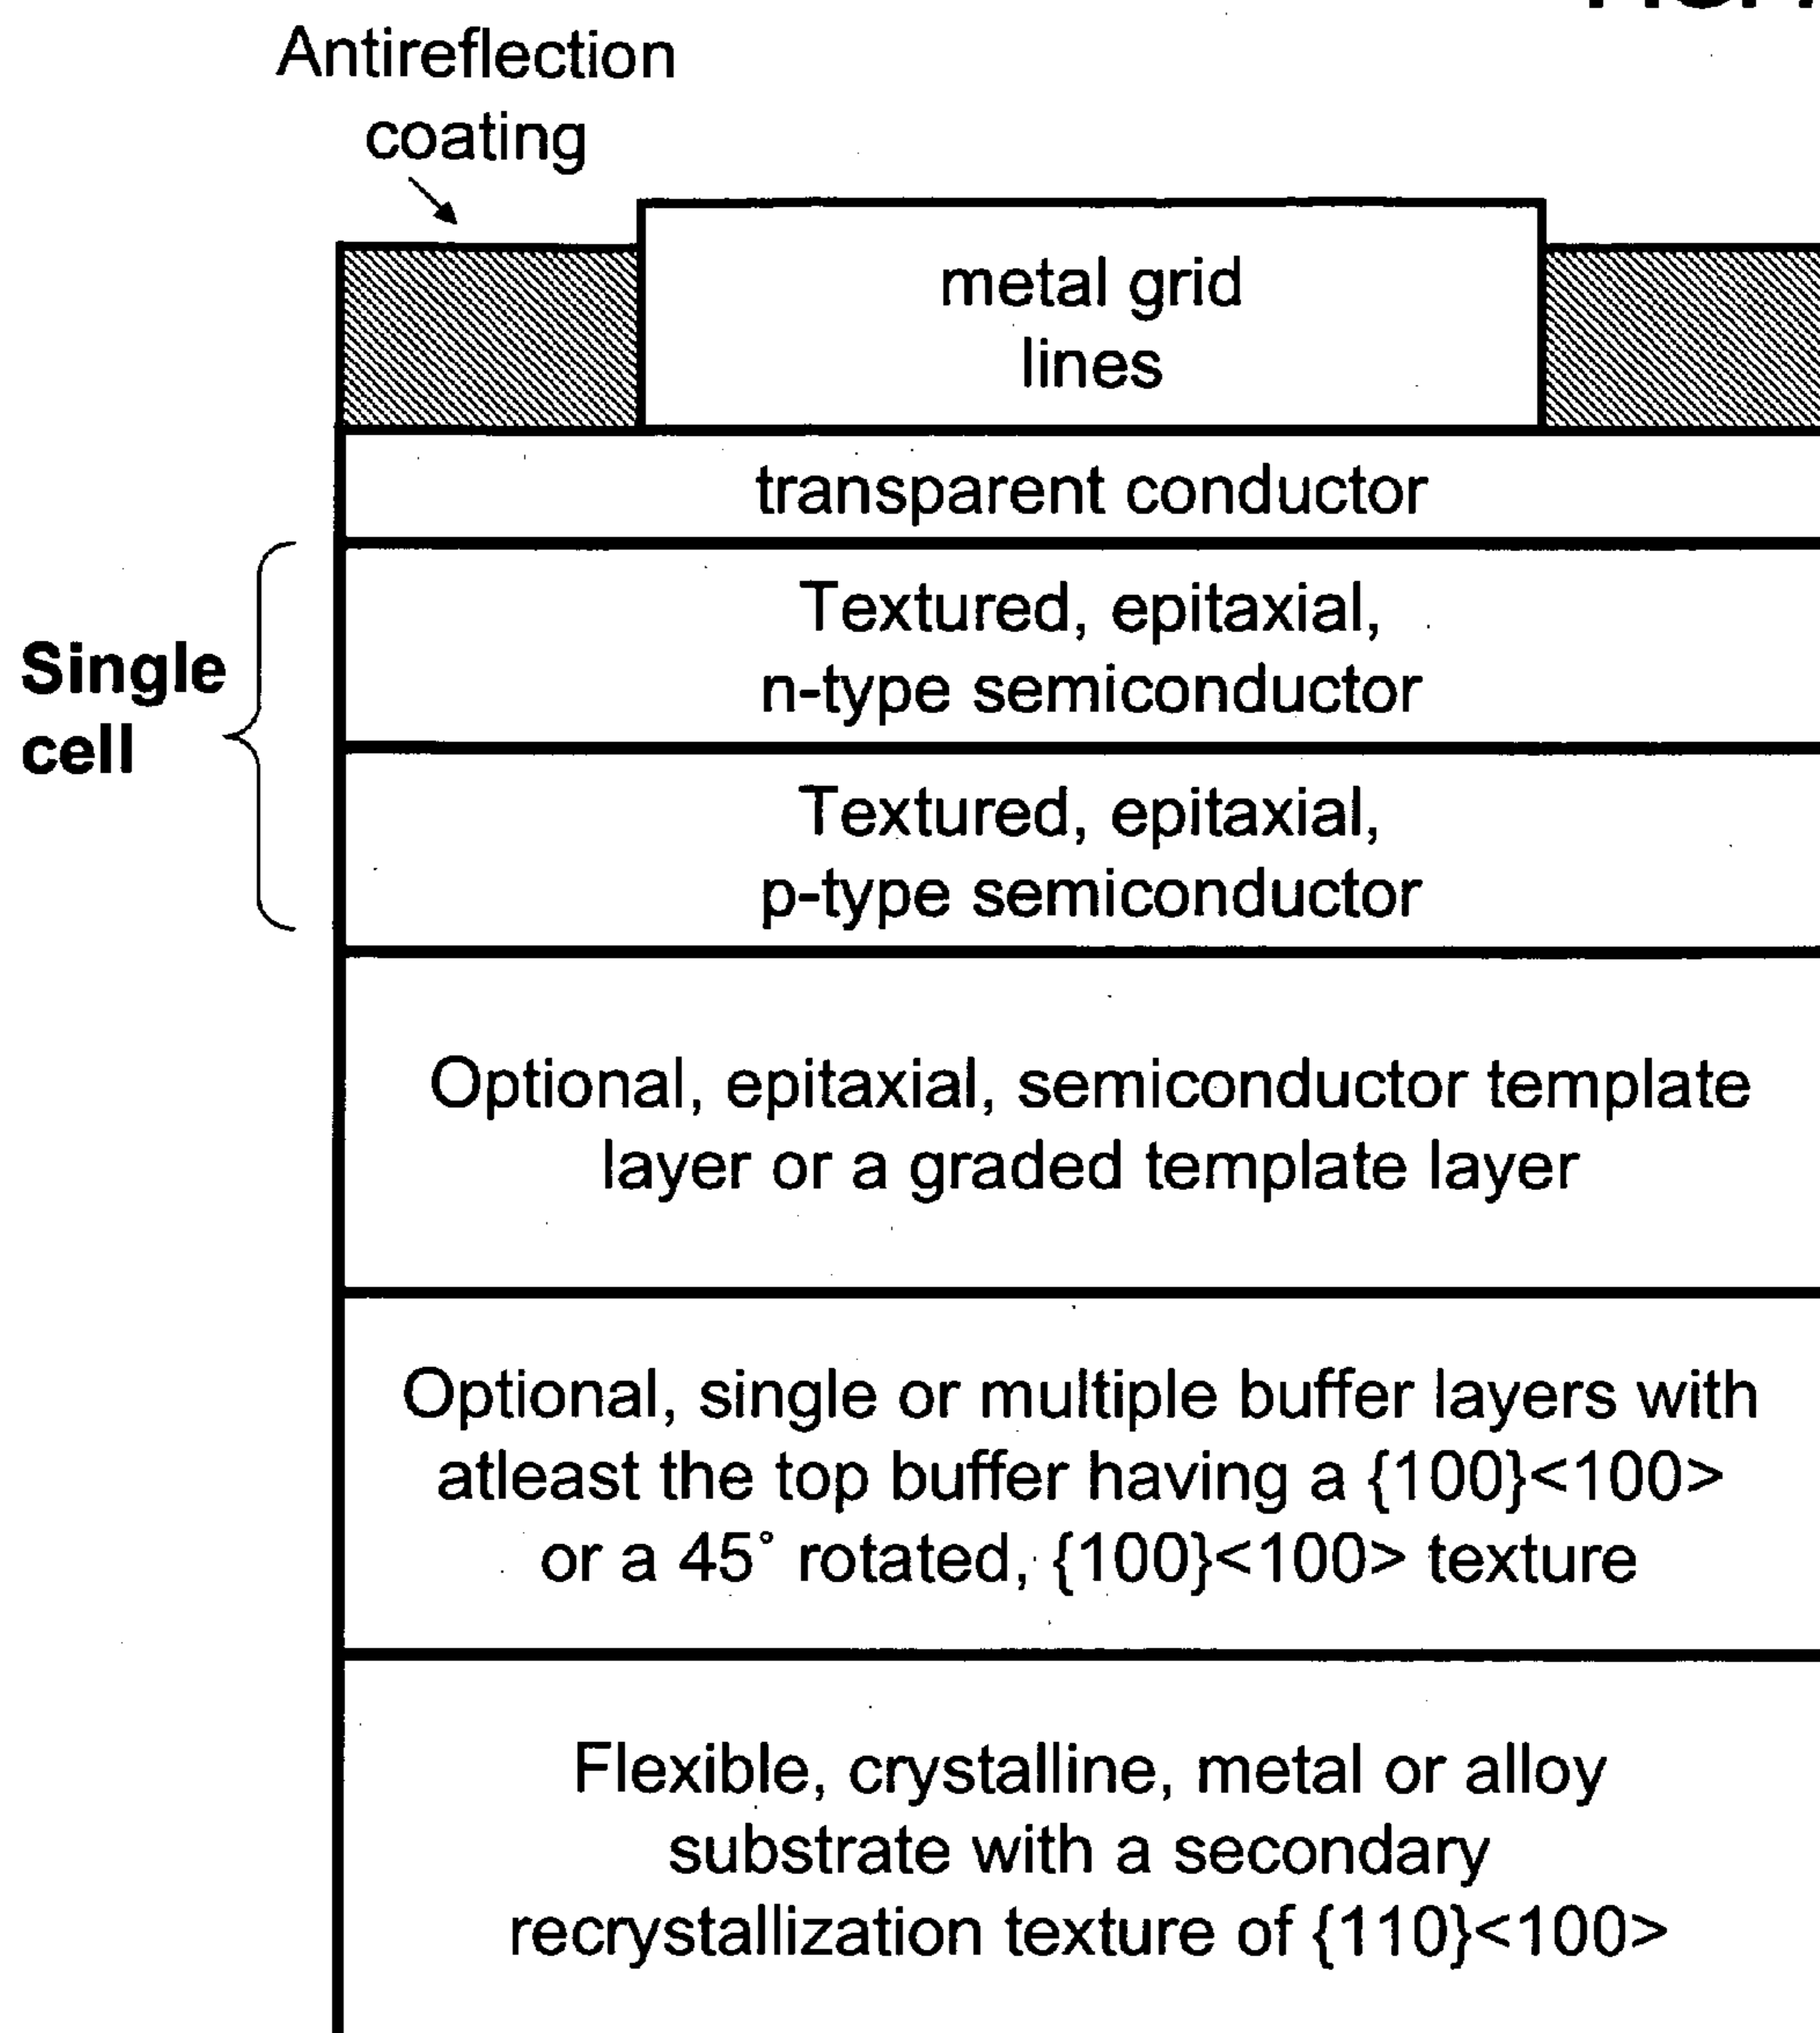 Antireflection
coating
metal grid
lines
transparent conductor
Single
cell
Textured, epitaxial,
n-type semiconductor
Textured, epitaxial,
p-type semiconductor
Optional, epitaxial, semiconductor template
layer or a graded template layer
Optional, single or multiple buffer layers with
atleast the top buffer having a {100}<100>
or a 45° rotated, {100}<100> texture
Flexible, crystalline, metal or alloy
substrate with a secondary
recrystallization texture of {110}<100>